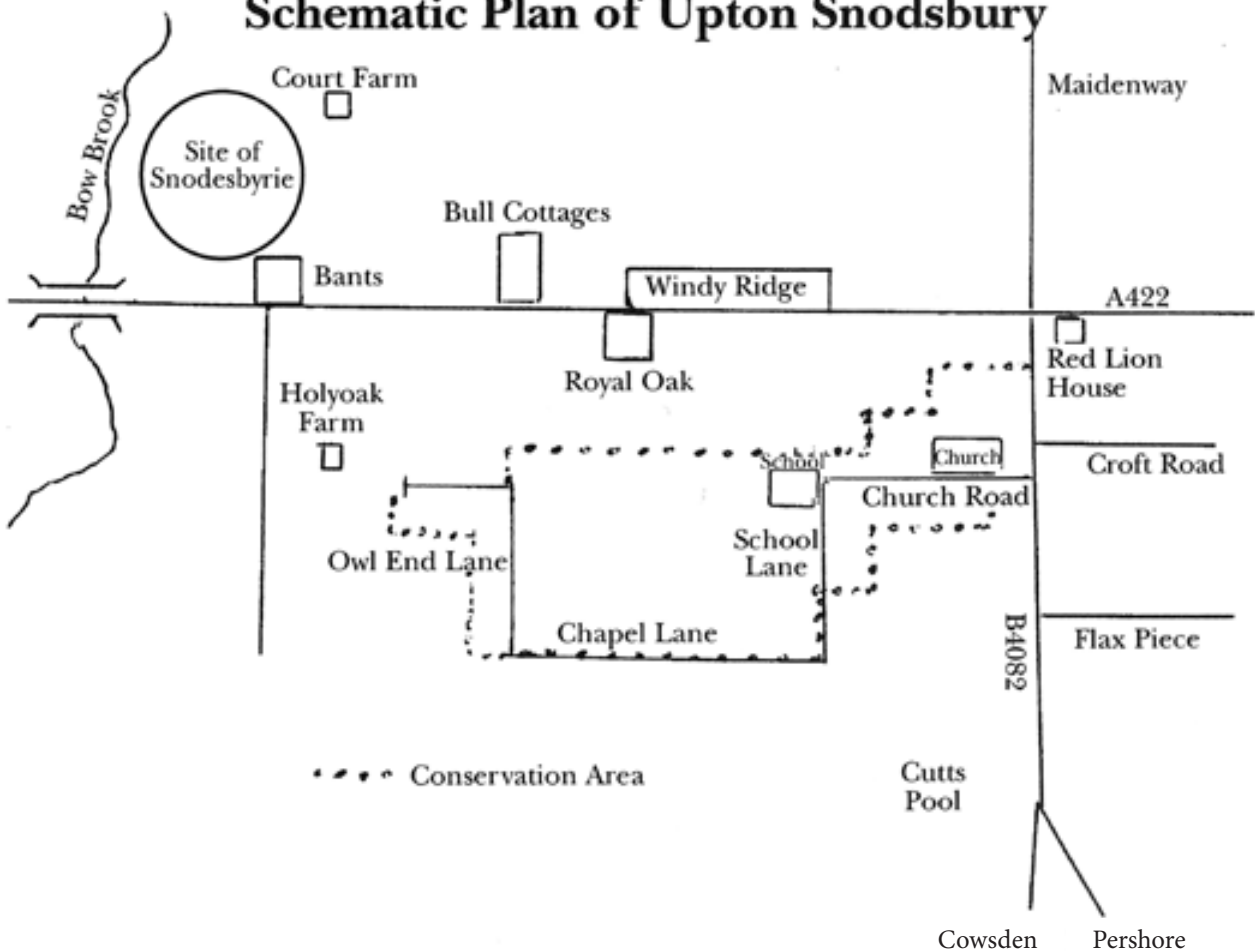 Schematic Plan of Upton Snodsbury
Court Farm
Maidenway
Bow Brook
Site of
Snodesbyrie
Bull Cottages
Bants
Windy Ridge
A422
Royal Oak
Red Lion
House
Holyoak
Farm
School
Church
Croft Road
Church Road
School
Lane
Owl End Lane
Chapel Lane
B4082
Flax Piece
Conservation Area
Cutts
Pool
Cowsden
Pershore